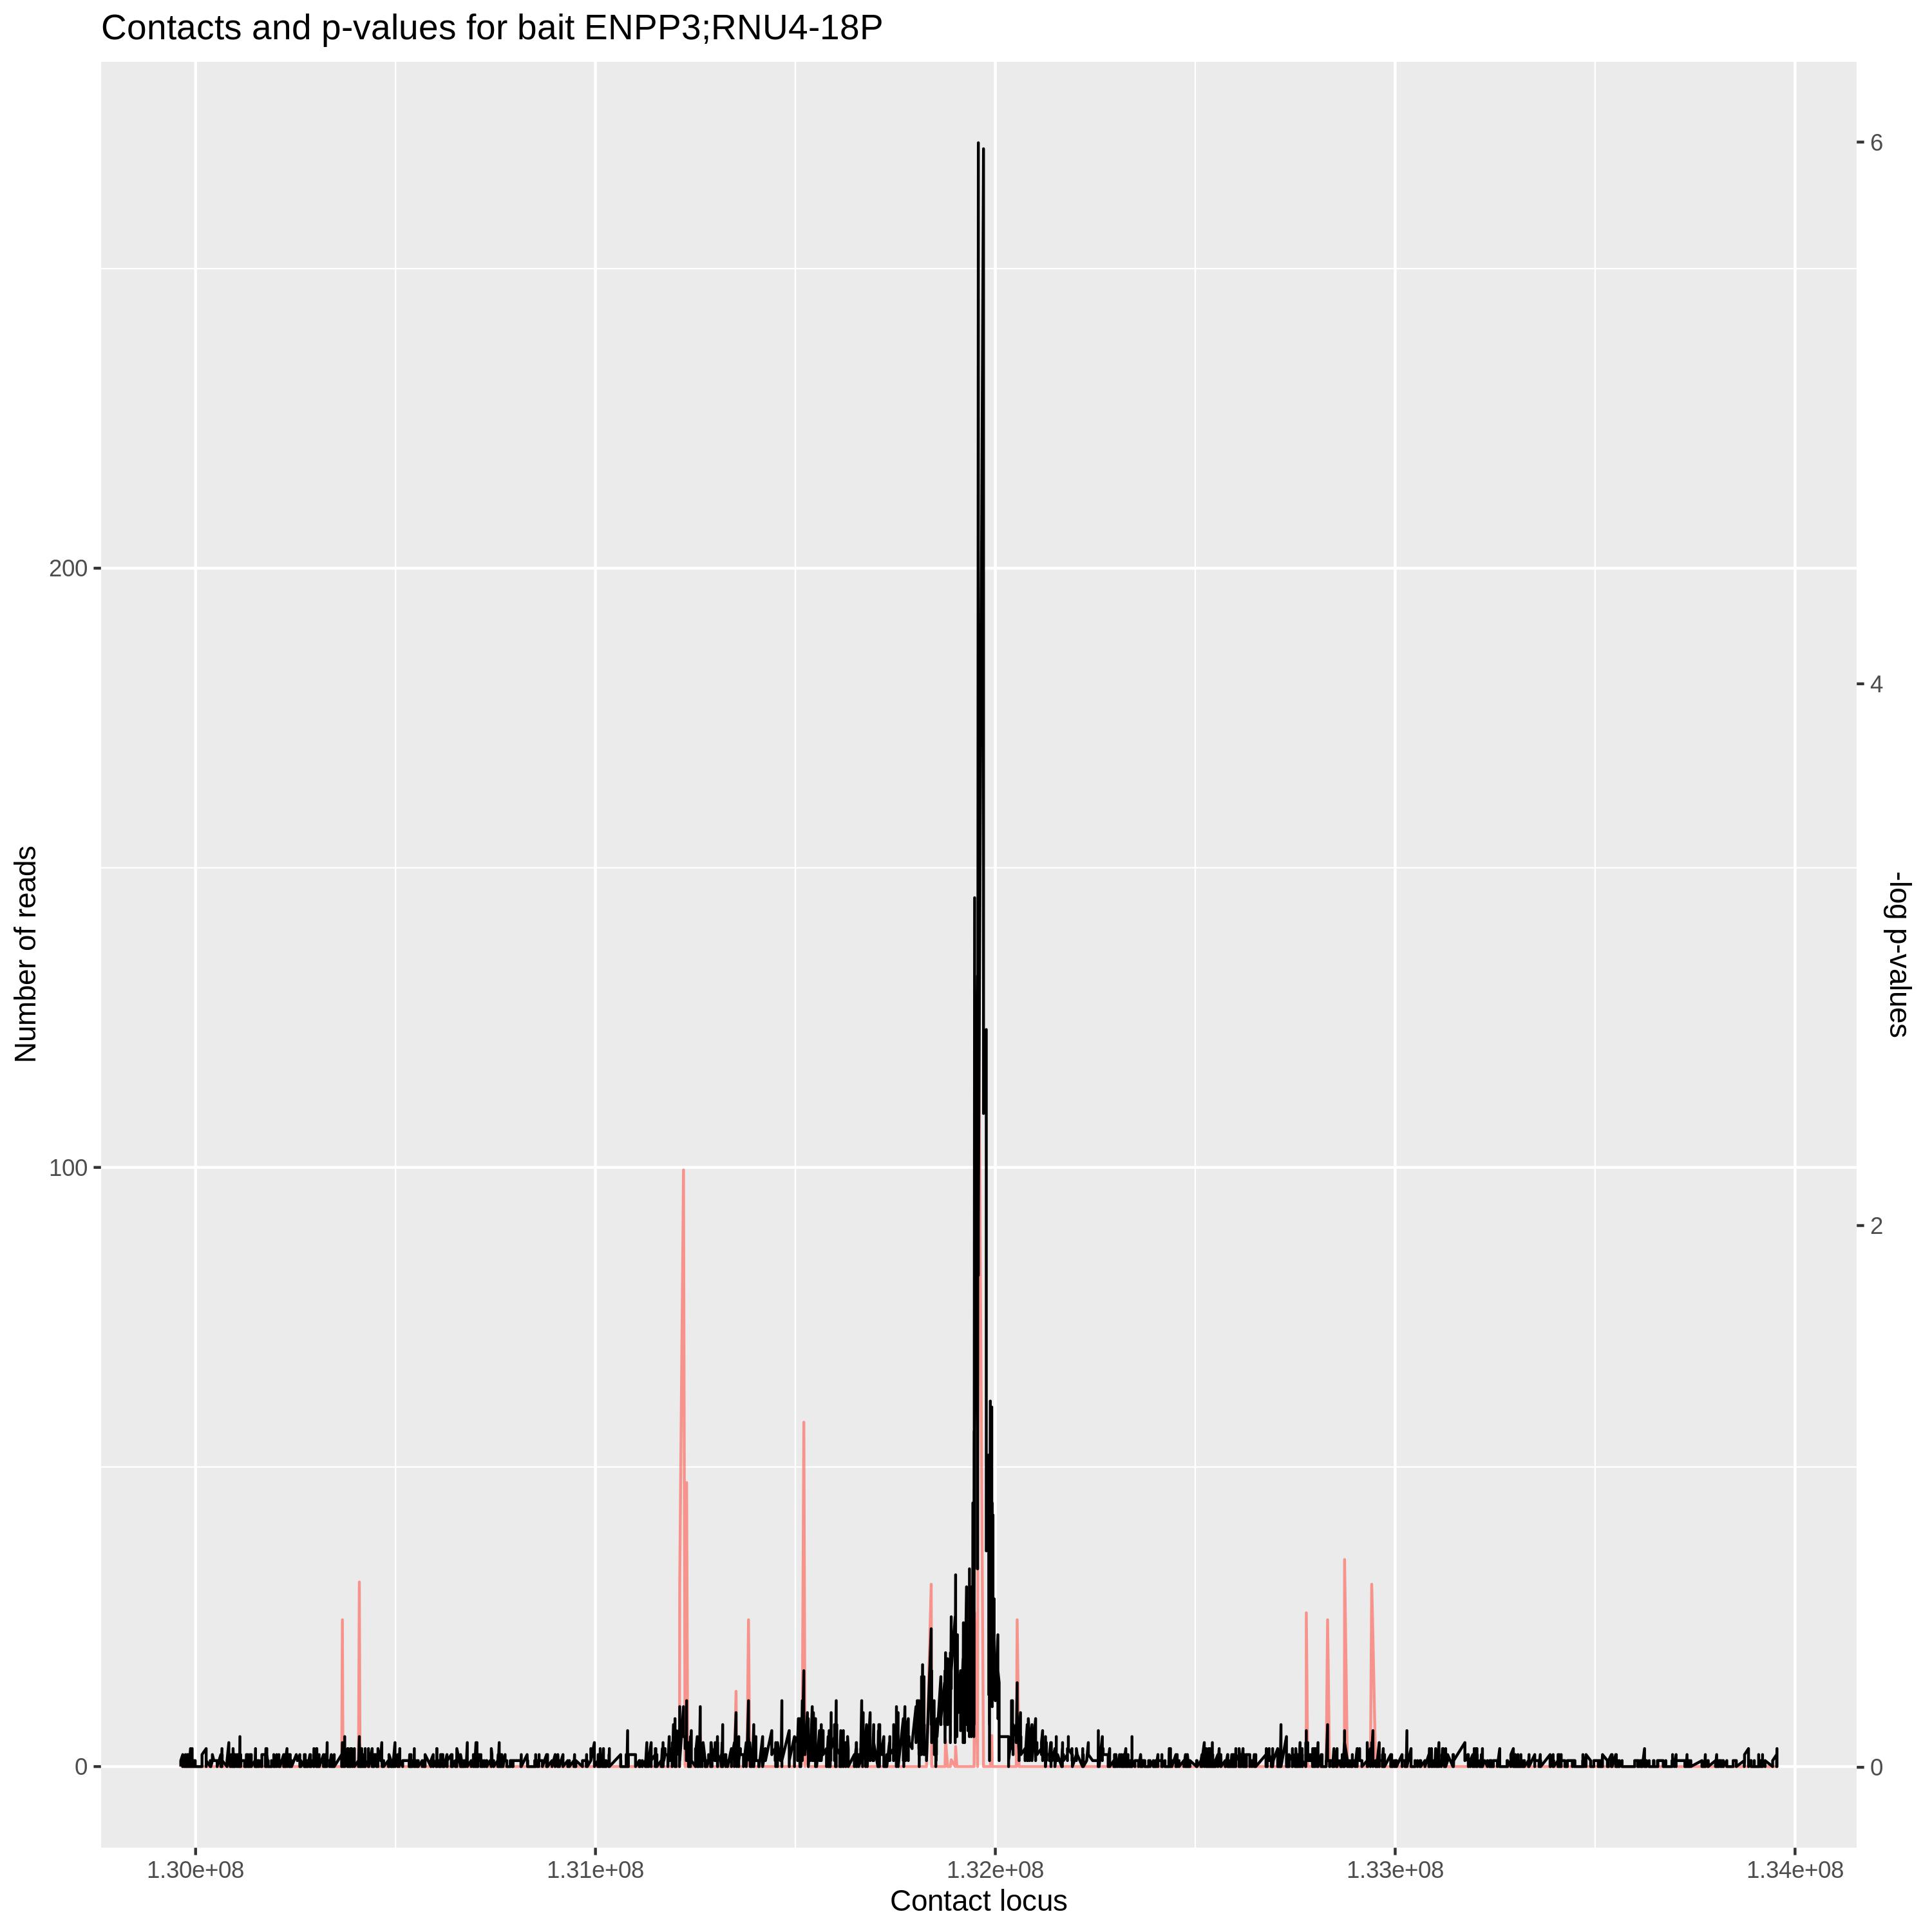 Contacts and p-values for bait ENPP3;RNU4-18P
Number of reads
200
100
0
6
4
2
0
-log p-values
1.30e+08
1.31e+08
1.32e+08
1.33e+08
1.34e+08
Contact locus